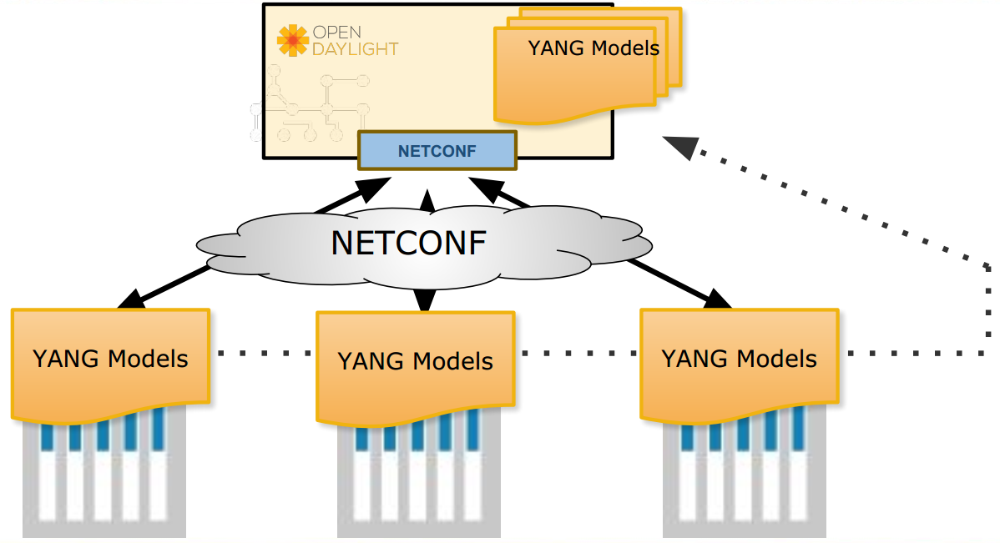 OPEN
DAYLIGHT
YANG Models
NETCONF
NETCONF
YANG Models
YANG Models
YANG Models